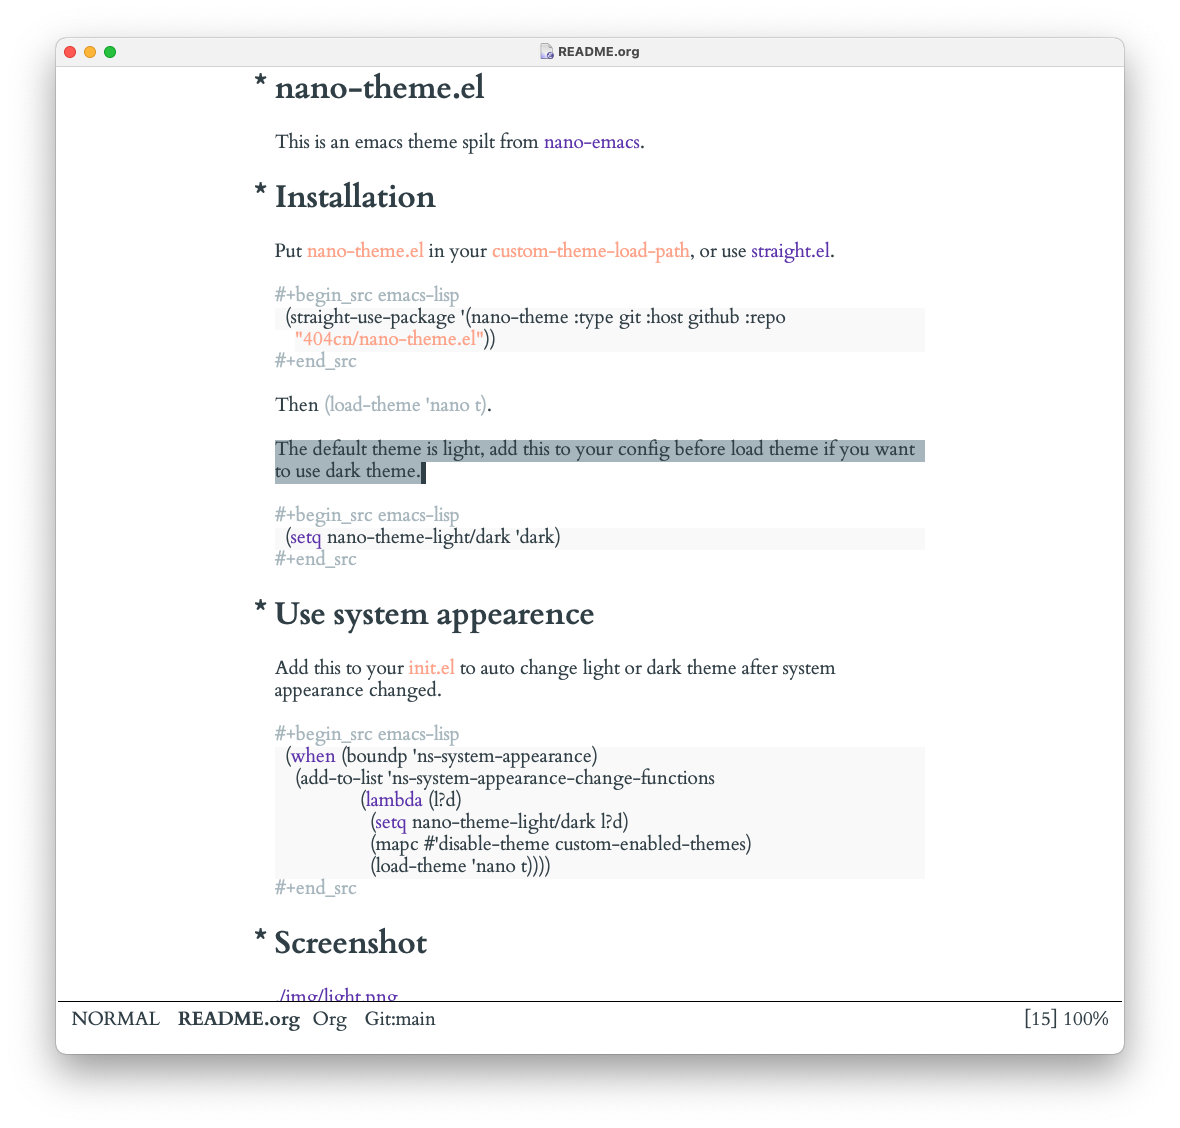 README.org
* nano-theme.el
This is an emacs theme spilt from nano-emacs.
* Installation
Put nano-theme.el in your custom-theme-load-path, or use straight.el.
#+begin_src emacs-lisp
(straight-use-package '(nano-theme :type git :host github :repo
"404cn/nano-theme.el"))
#+end_src
Then (load-theme 'nano t).
The default theme is light, add this to your config before load theme if you want
to use dark theme.
#+begin_src emacs-lisp
(setq nano-theme-light/dark 'dark)
#+end_src
* Use system appearence
Add this to your init.el to auto change light or dark theme after system
appearance changed.
#+begin_src emacs-lisp
(when (boundp 'ns-system-appearance)
(add-to-list 'ns-system-appearance-change-functions
(lambda (l?d)
(setq nano-theme-light/dark l?d)
(mapc #'disable-theme custom-enabled-themes)
(load-theme 'nano t))))
#+end_src
* Screenshot
./img/light.png
NORMAL README.org Org Git:main [15] 100%